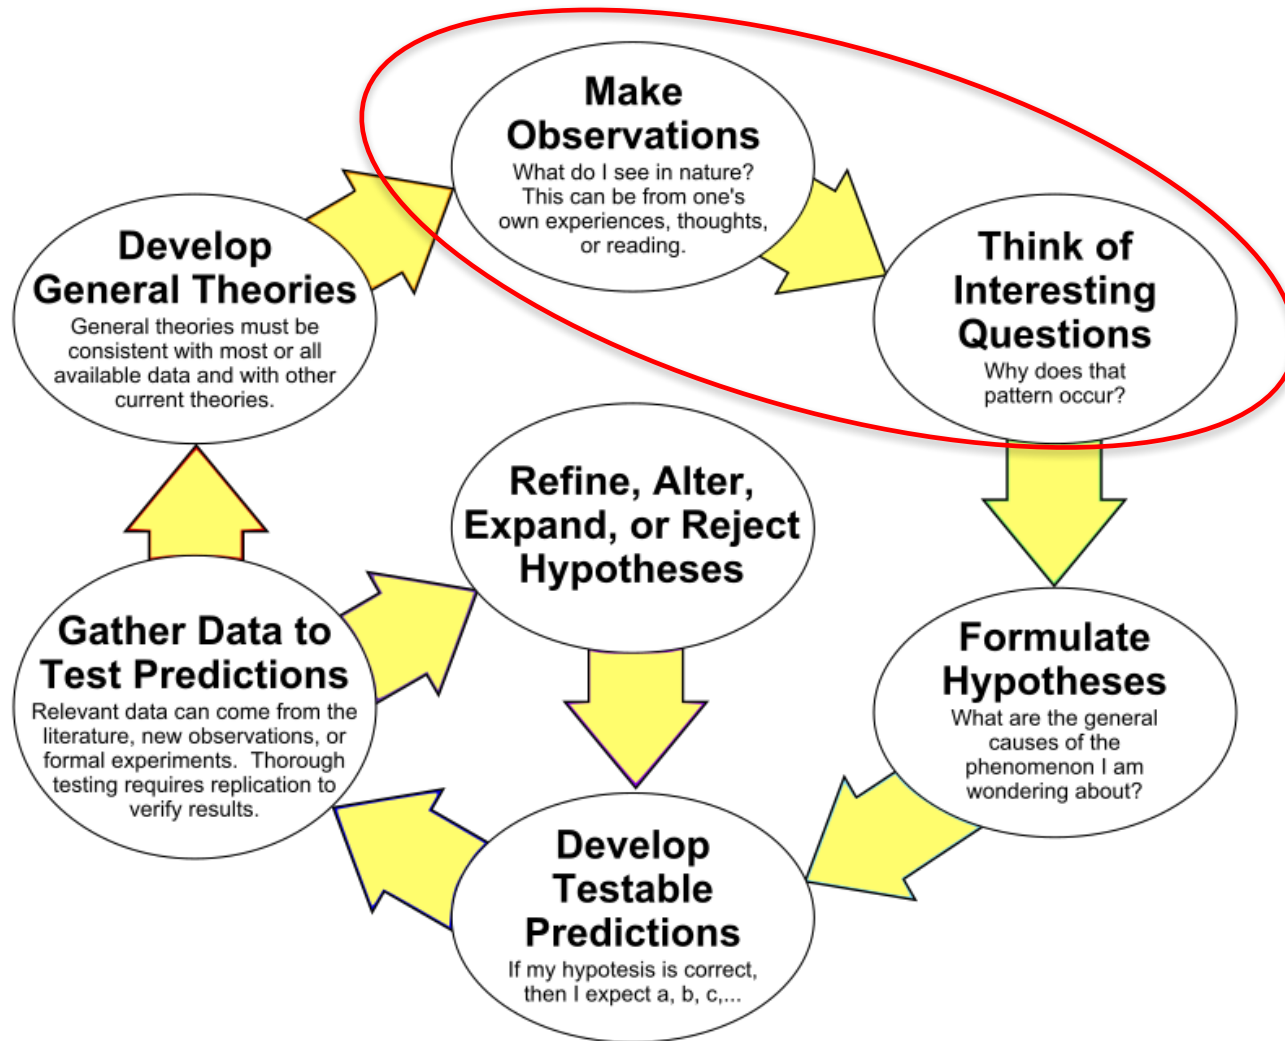 Make
Observations
What do I see in nature?
This can be from one's
own experiences, thoughts,
or reading.
Think of
Interesting
Questions
Why does that
pattern occur?
Formulate
Hypotheses
What are the general
causes of the
phenomenon I am
wondering about?
Develop
Testable
Predictions
If my hypotesis is correct,
then I expect a, b, c,...
Gather Data to
Test Predictions
Relevant data can come from the
literature, new observations, or
formal experiments.  Thorough
testing requires replication to
verify results.
Refine, Alter,
Expand, or Reject
Hypotheses
Develop
General Theories
General theories must be
consistent with most or all
available data and with other
current theories.